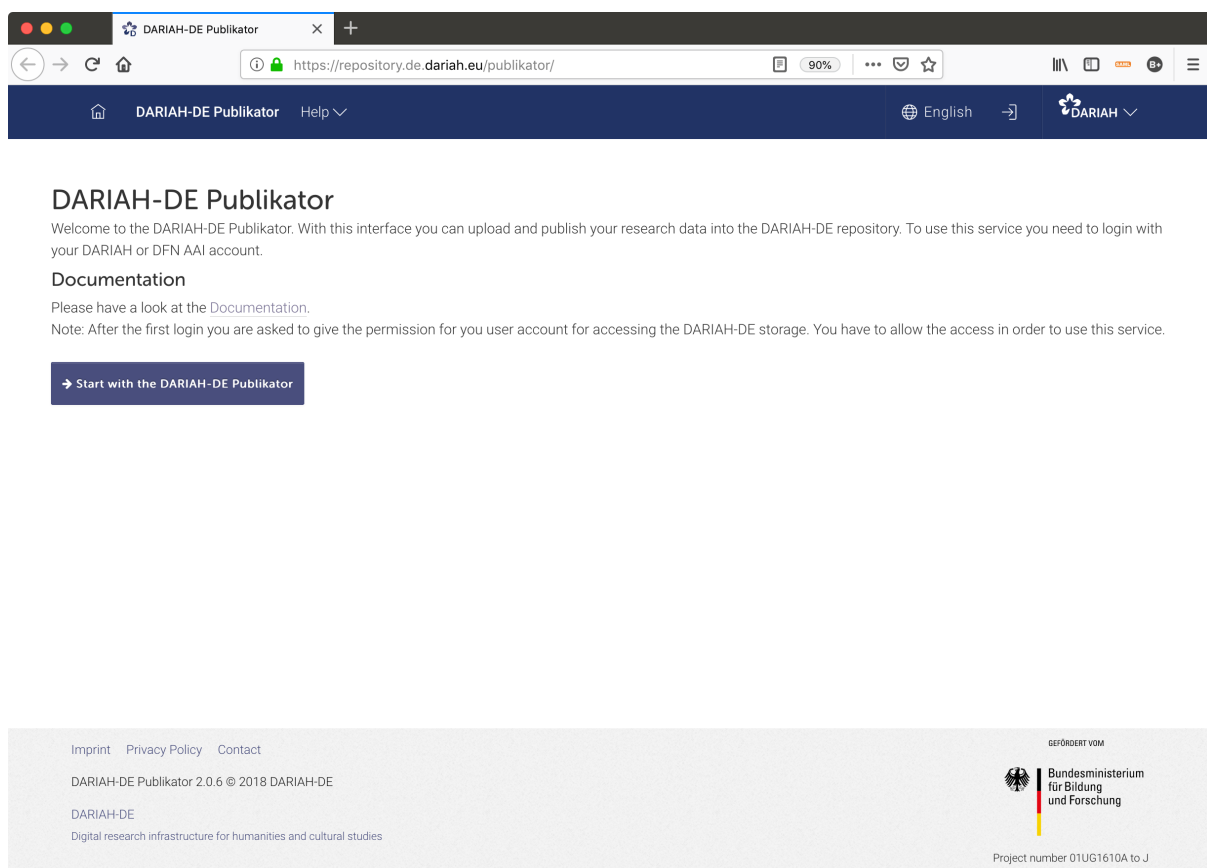 DARIAH-DE Publikator
https://repository.de.dariah.eu/publikator/
90%
DARIAH-DE Publikator Help English DARIAH
DARIAH-DE Publikator
Welcome to the DARIAH-DE Publikator. With this interface you can upload and publish your research data into the DARIAH-DE repository. To use this service you need to login with
your DARIAH or DFN AAI account.
Documentation
Please have a look at the Documentation.
Note: After the first login you are asked to give the permission for you user account for accessing the DARIAH-DE storage. You have to allow the access in order to use this service.
Start with the DARIAH-DE Publikator
Imprint Privacy Policy Contact
DARIAH-DE Publikator 2.0.6 © 2018 DARIAH-DE
DARIAH-DE
Digital research infrastructure for humanities and cultural studies
GEFÖRDERT VOM
Bundesministerium
für Bildung
und Forschung
Project number 01UG1610A to J